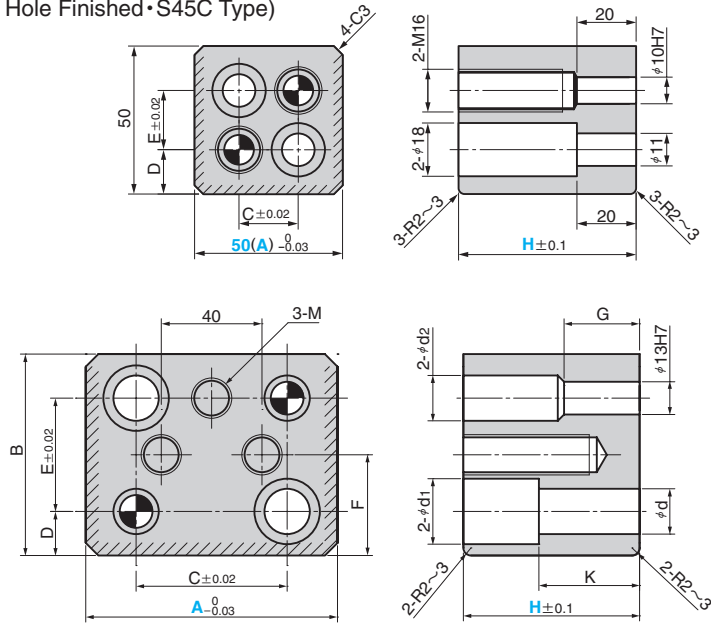 Hole Finished・S45C Type)
4-C3
50
E±0.02
D
C±0.02
50(A) 0 -0.03
20
2-M16
φ10H7
2-φ18
φ11
20
3-R2～3
3-R2～3
H±0.1
40
3-M
B
E±0.02
D
F
C±0.02
A 0 -0.03
G
2-φd2
φ13H7
2-φd1
φd
K
2-R2～3
2-R2～3
H±0.1